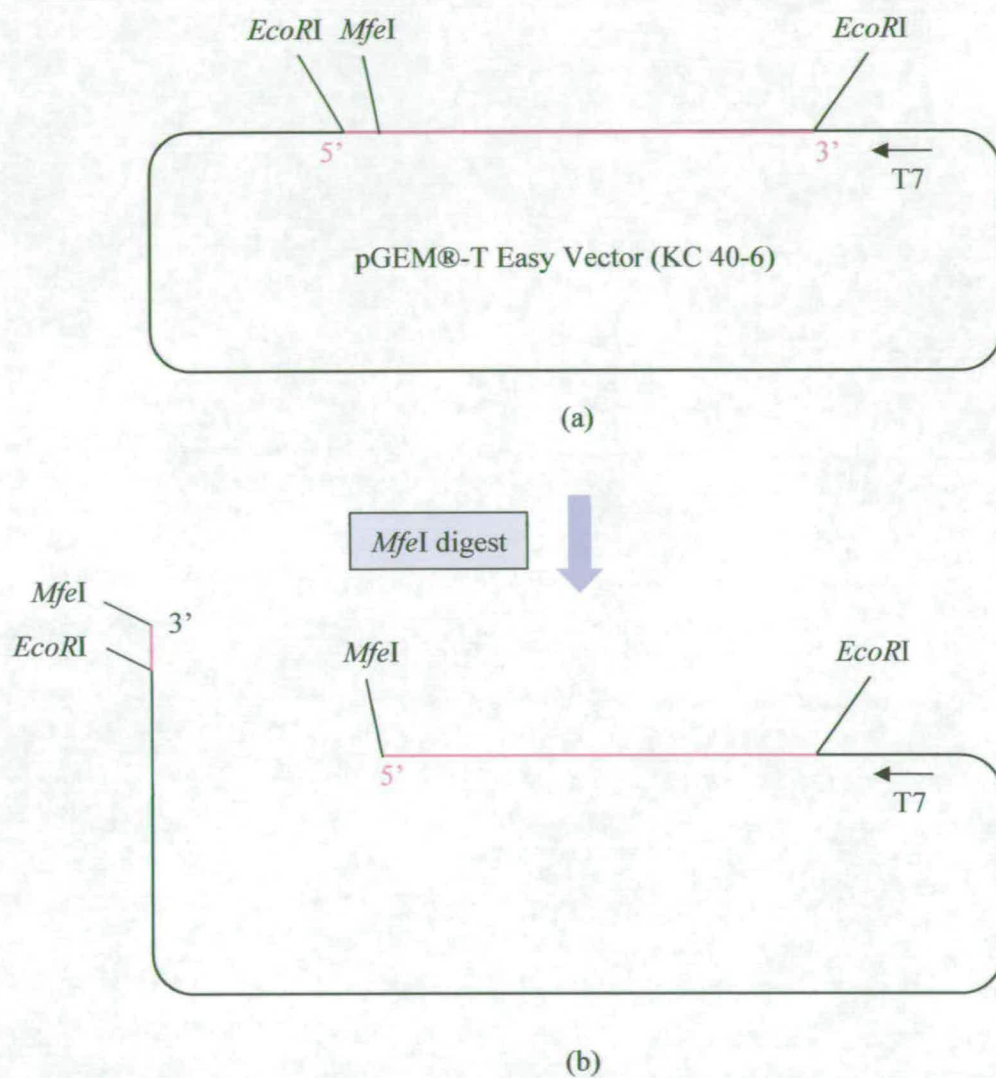 EcoRI MfeI EcoRI
5' 3'
T7
pGEM®-T Easy Vector (KC 40-6)
(a)
MfeI digest
MfeI
3'
EcoRI
MfeI
EcoRI
5'
T7
(b)